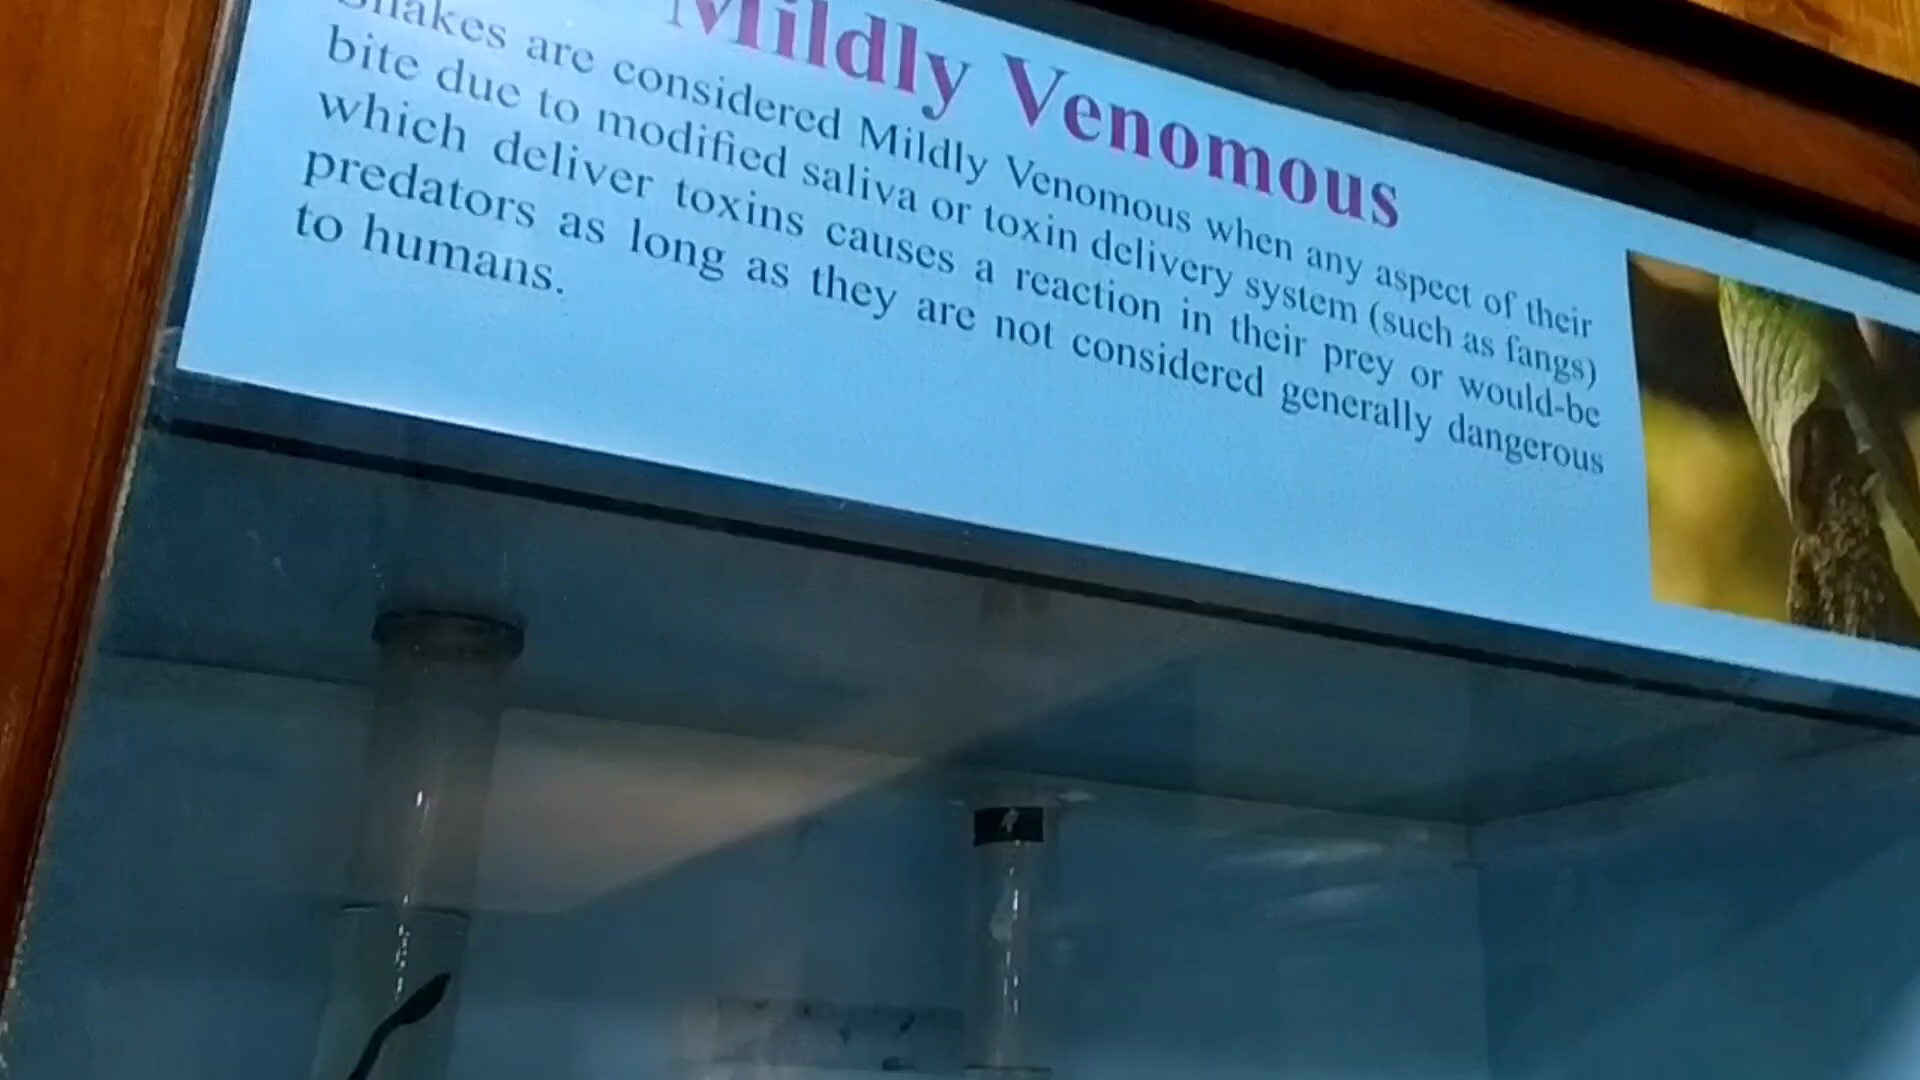 Mildly Venomous
Snakes are considered Mildly Venomous when any aspect of their
bite due to modified saliva or toxin delivery system (such as fangs)
which deliver toxins causes a reaction in their prey or would-be
predators as long as they are not considered generally dangerous
to humans.